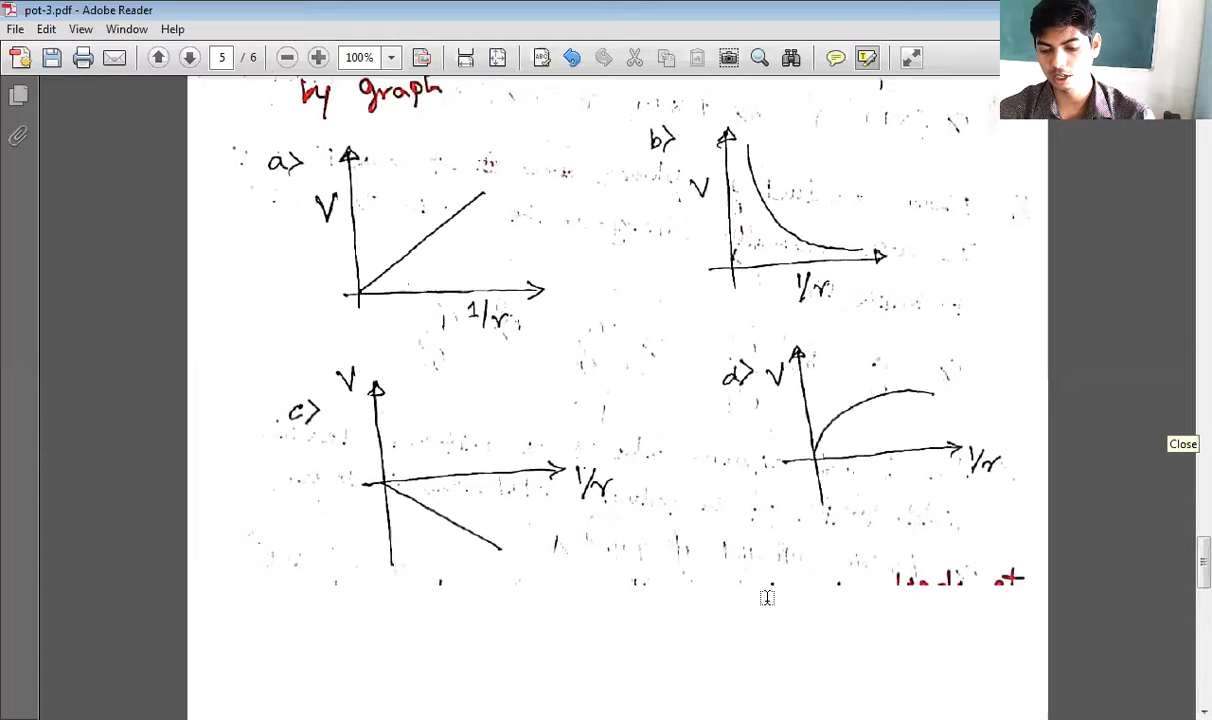 pot-3.pdf - Adobe Reader
File Edit View Window Help
5 / 6 100%
by graph
a>
V
1/r
b>
V
1/r
c>
V
1/r
d>
V
1/r
Close